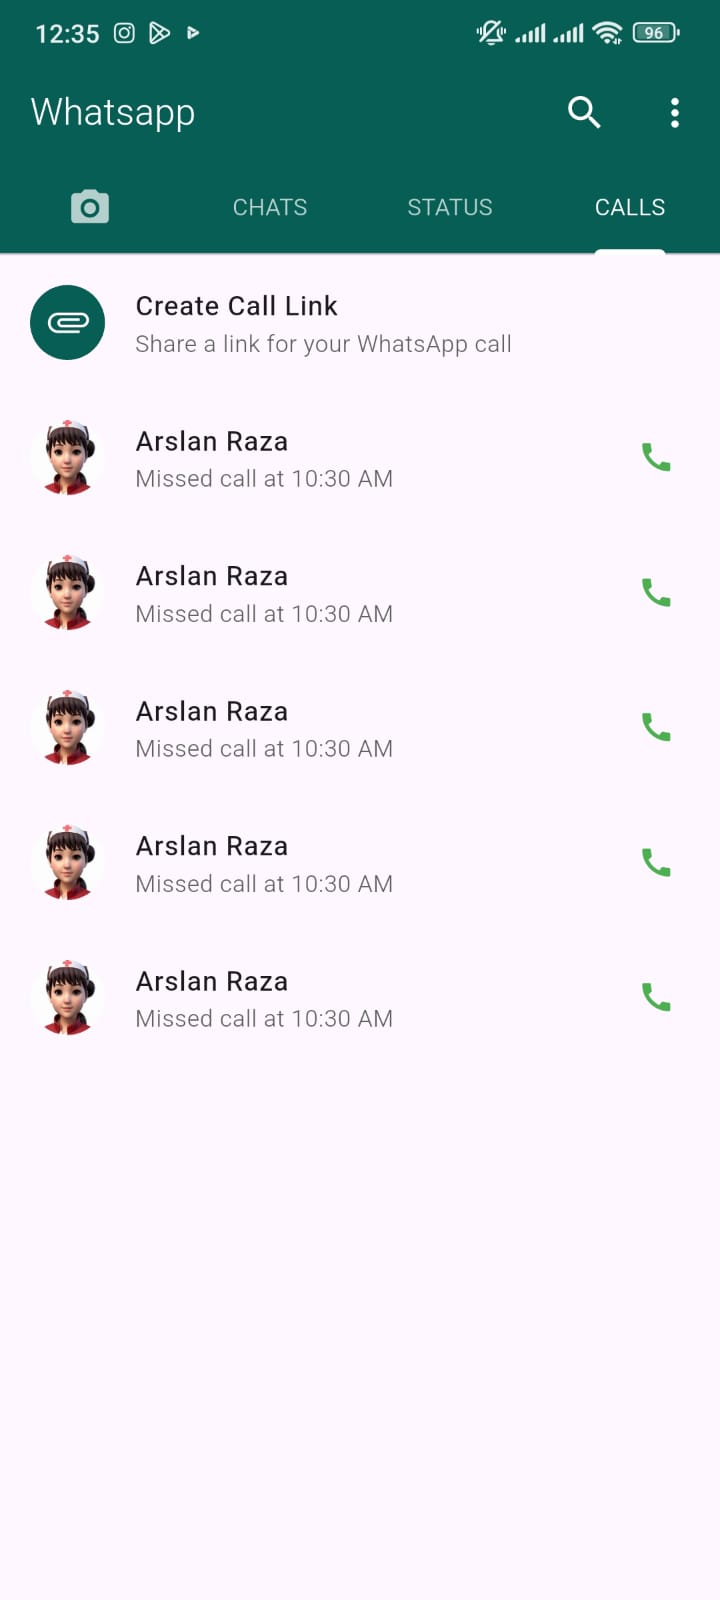 12:35
96
Whatsapp
CHATS STATUS CALLS
Create Call Link
Share a link for your WhatsApp call
Arslan Raza
Missed call at 10:30 AM
Arslan Raza
Missed call at 10:30 AM
Arslan Raza
Missed call at 10:30 AM
Arslan Raza
Missed call at 10:30 AM
Arslan Raza
Missed call at 10:30 AM